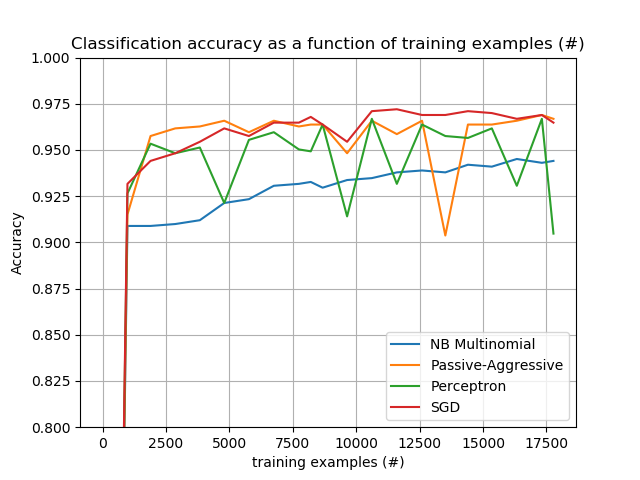 Classification accuracy as a function of training examples (#)
1.000
0.975
0.950
0.925
0.900
0.875
0.850
0.825
0.800
Accuracy
NB Multinomial
Passive-Aggressive
Perceptron
SGD
0 2500 5000 7500 10000 12500 15000 17500
training examples (#)